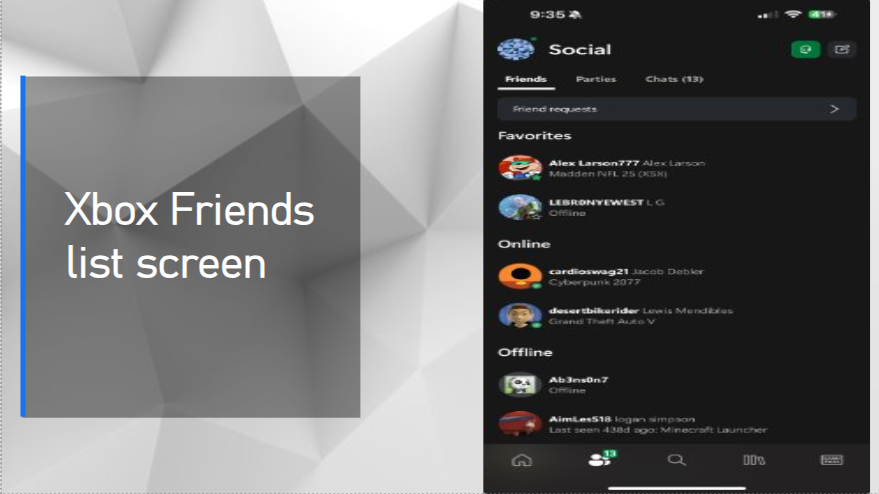 Xbox Friends
list screen
9:35
41
Social
Friends Parties Chats (13)
Friend requests
Favorites
Alex Larson777 Alex Larson
Madden NFL 25 (XSX)
LEBR0NYEWEST L G
Offline
Online
cardioswag21 Jacob Debler
Cyberpunk 2077
desertbikerider Lewis Mendibles
Grand Theft Auto V
Offline
Ab3ns0n7
Offline
AimLesS18 logan simpson
Last seen 438d ago: Minecraft Launcher
13